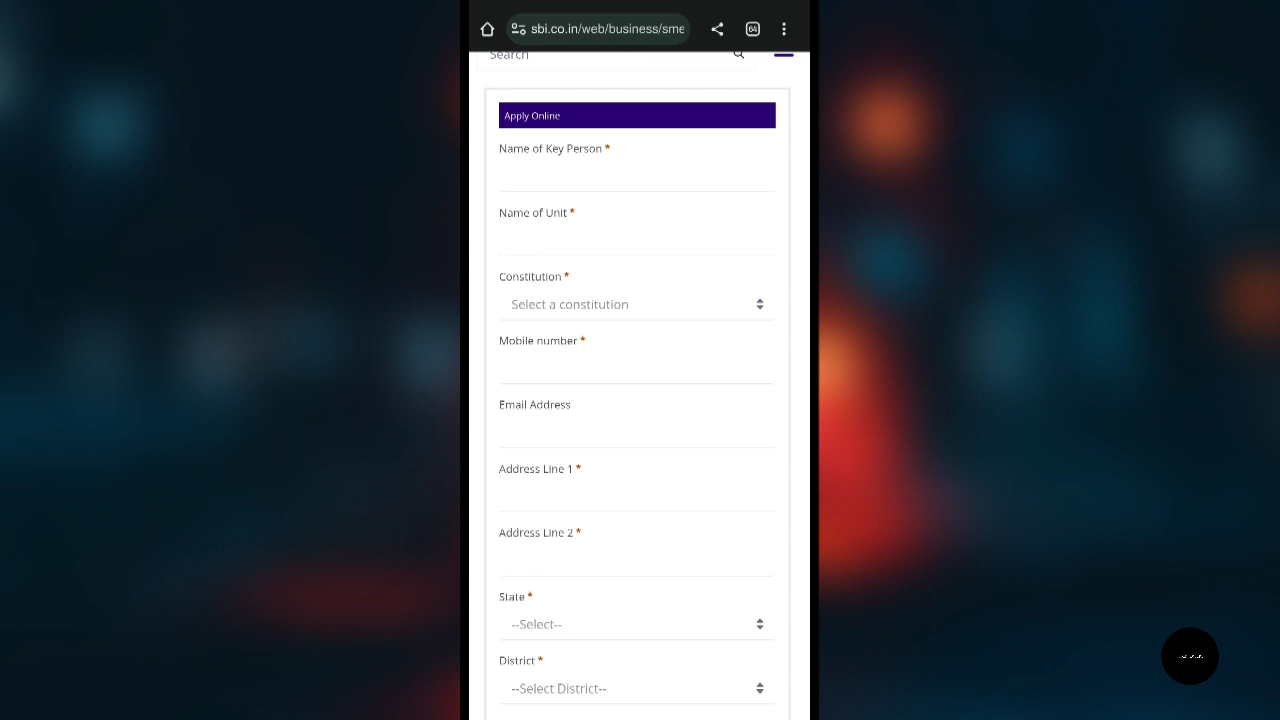 sbi.co.in/web/business/sme
64
Search
Apply Online
Name of Key Person *
Name of Unit *
Constitution *
Select a constitution
Mobile number *
Email Address
Address Line 1 *
Address Line 2 *
State *
--Select--
District *
--Select District--